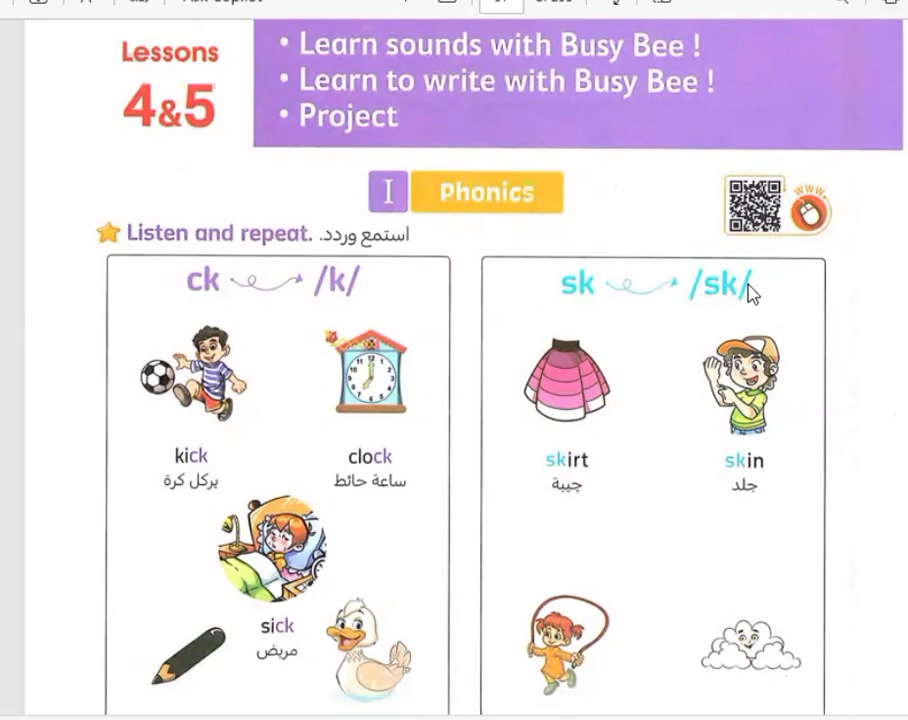 Lessons
4&5
• Learn sounds with Busy Bee !
• Learn to write with Busy Bee !
• Project
I Phonics
www.
Listen and repeat. استمع وردد.
ck /k/
kick
يركل كرة
clock
ساعة حائط
sick
مريض
sk /sk/
skirt
جيبة
skin
جلد